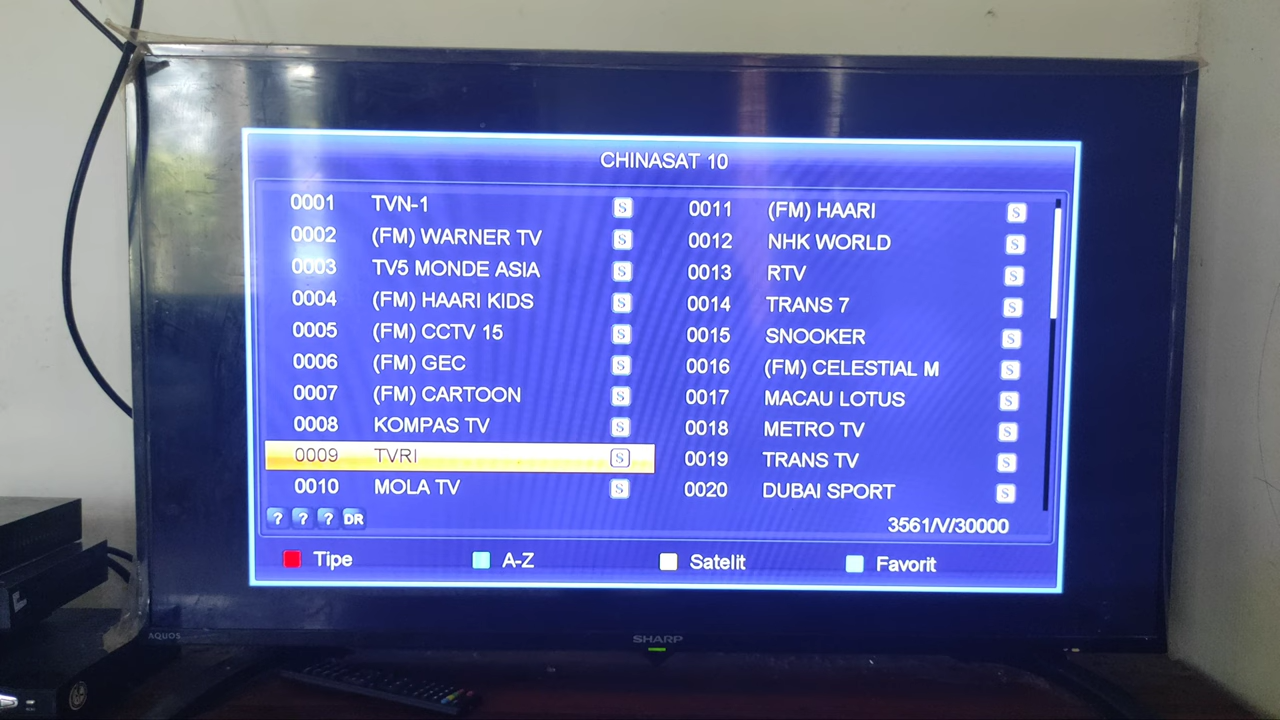 CHINASAT 10
0001 TVN-1 S
0002 (FM) WARNER TV S
0003 TV5 MONDE ASIA S
0004 (FM) HAARI KIDS S
0005 (FM) CCTV 15 S
0006 (FM) GEC S
0007 (FM) CARTOON S
0008 KOMPAS TV S
0009 TVRI S
0010 MOLA TV S
0011 (FM) HAARI S
0012 NHK WORLD S
0013 RTV S
0014 TRANS 7 S
0015 SNOOKER S
0016 (FM) CELESTIAL M S
0017 MACAU LOTUS S
0018 METRO TV S
0019 TRANS TV S
0020 DUBAI SPORT S
? ? ? DR
3561/V/30000
Tipe A-Z Satelit Favorit
AQUOS
SHARP